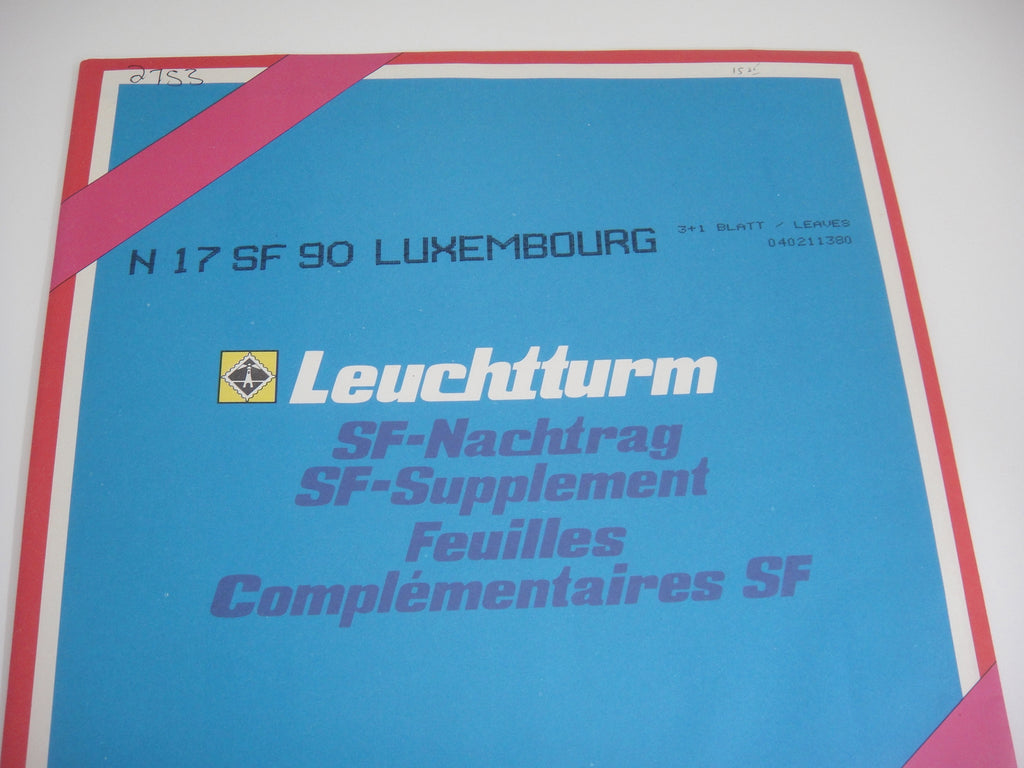 2753
15 25
N 17 SF 90 LUXEMBOURG
3+1 BLATT / LEAVES
040211380
Leuchtturm
SF-Nachtrag
SF-Supplement
Feuilles
Complémentaires SF